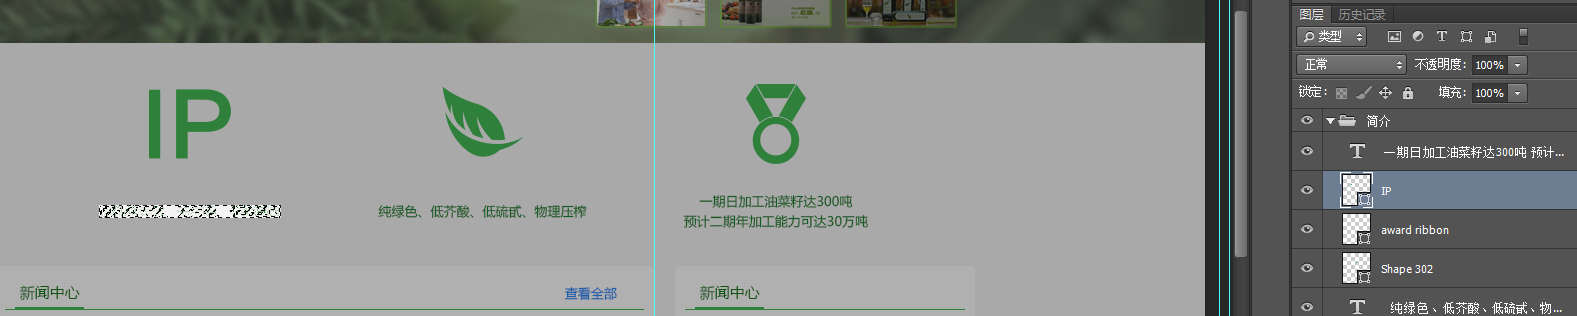 图层 历史记录
类型
正常 不透明度: 100%
锁定: 填充: 100%
简介
一期日加工油菜籽达300吨 预计...
IP
award ribbon
Shape 302
纯绿色、低芥酸、低硫甙、物...
IP
纯绿色、低芥酸、低硫甙、物理压榨
一期日加工油菜籽达300吨
预计二期年加工能力可达30万吨
新闻中心 查看全部
新闻中心